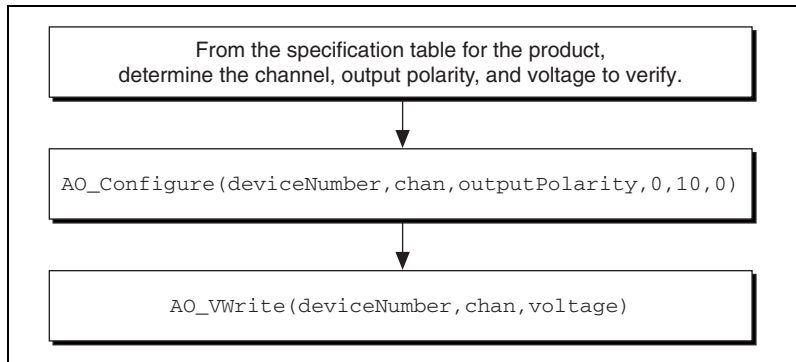 From the specification table for the product,
determine the channel, output polarity, and voltage to verify.
AO_Configure(deviceNumber,chan,outputPolarity,0,10,0)
AO_VWrite(deviceNumber,chan,voltage)